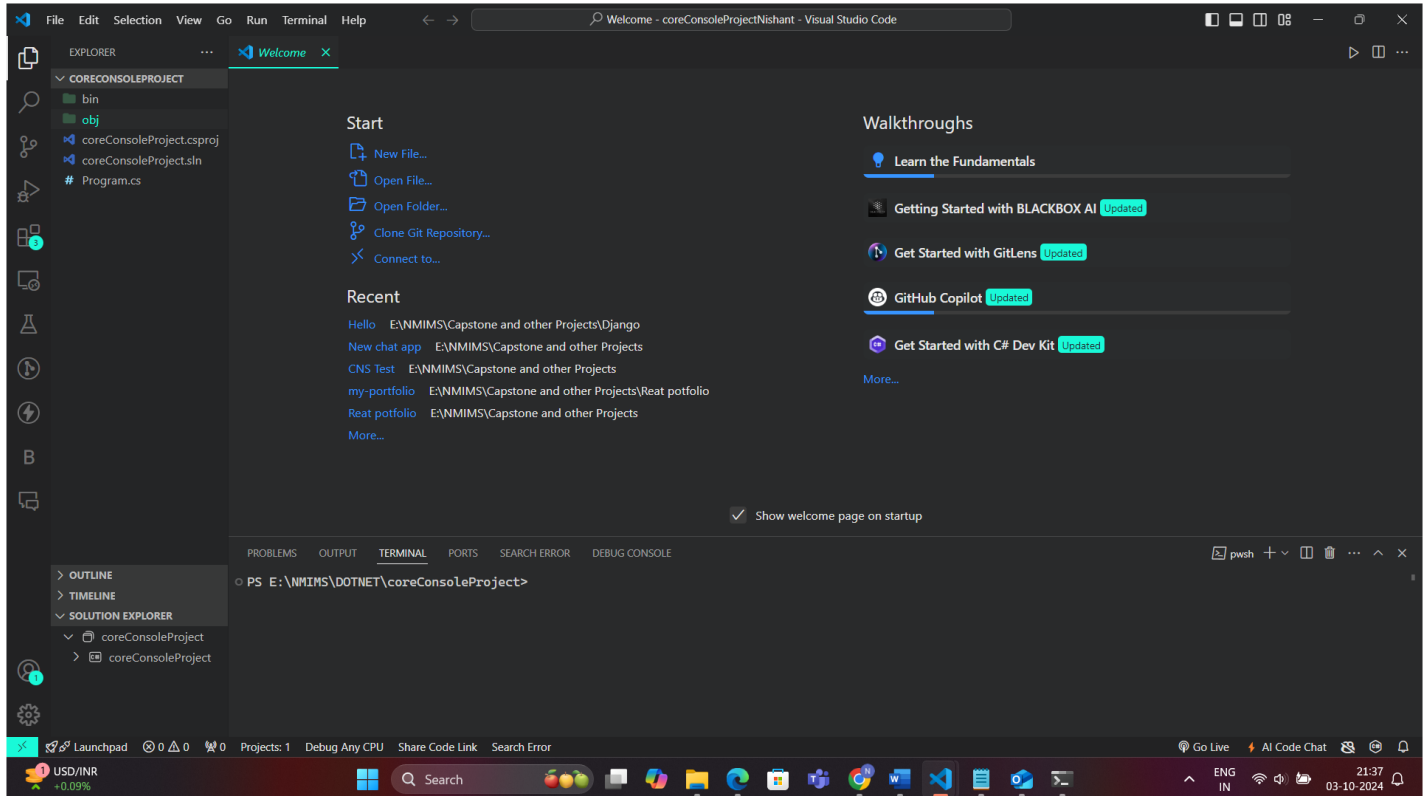 File Edit Selection View Go Run Terminal Help
Welcome - coreConsoleProjectNishant - Visual Studio Code
EXPLORER
Welcome
CORECONSOLEPROJECT
bin
obj
coreConsoleProject.csproj
coreConsoleProject.sln
# Program.cs
Start
New File...
Open File...
Open Folder...
Clone Git Repository...
Connect to...
Recent
Hello E:\NMIMS\Capstone and other Projects\Django
New chat app E:\NMIMS\Capstone and other Projects
CNS Test E:\NMIMS\Capstone and other Projects
my-portfolio E:\NMIMS\Capstone and other Projects\Reat potfolio
Reat potfolio E:\NMIMS\Capstone and other Projects
More...
Walkthroughs
Learn the Fundamentals
Getting Started with BLACKBOX AI Updated
Get Started with GitLens Updated
GitHub Copilot Updated
Get Started with C# Dev Kit Updated
More...
Show welcome page on startup
3
B
1
PROBLEMS OUTPUT TERMINAL PORTS SEARCH ERROR DEBUG CONSOLE
pwsh
PS E:\NMIMS\DOTNET\coreConsoleProject>
OUTLINE
TIMELINE
SOLUTION EXPLORER
coreConsoleProject
coreConsoleProject
Launchpad 0 0 0 Projects: 1 Debug Any CPU Share Code Link Search Error
Go Live AI Code Chat
1
USD/INR
+0.09%
Search
ENG
IN
21:37
03-10-2024